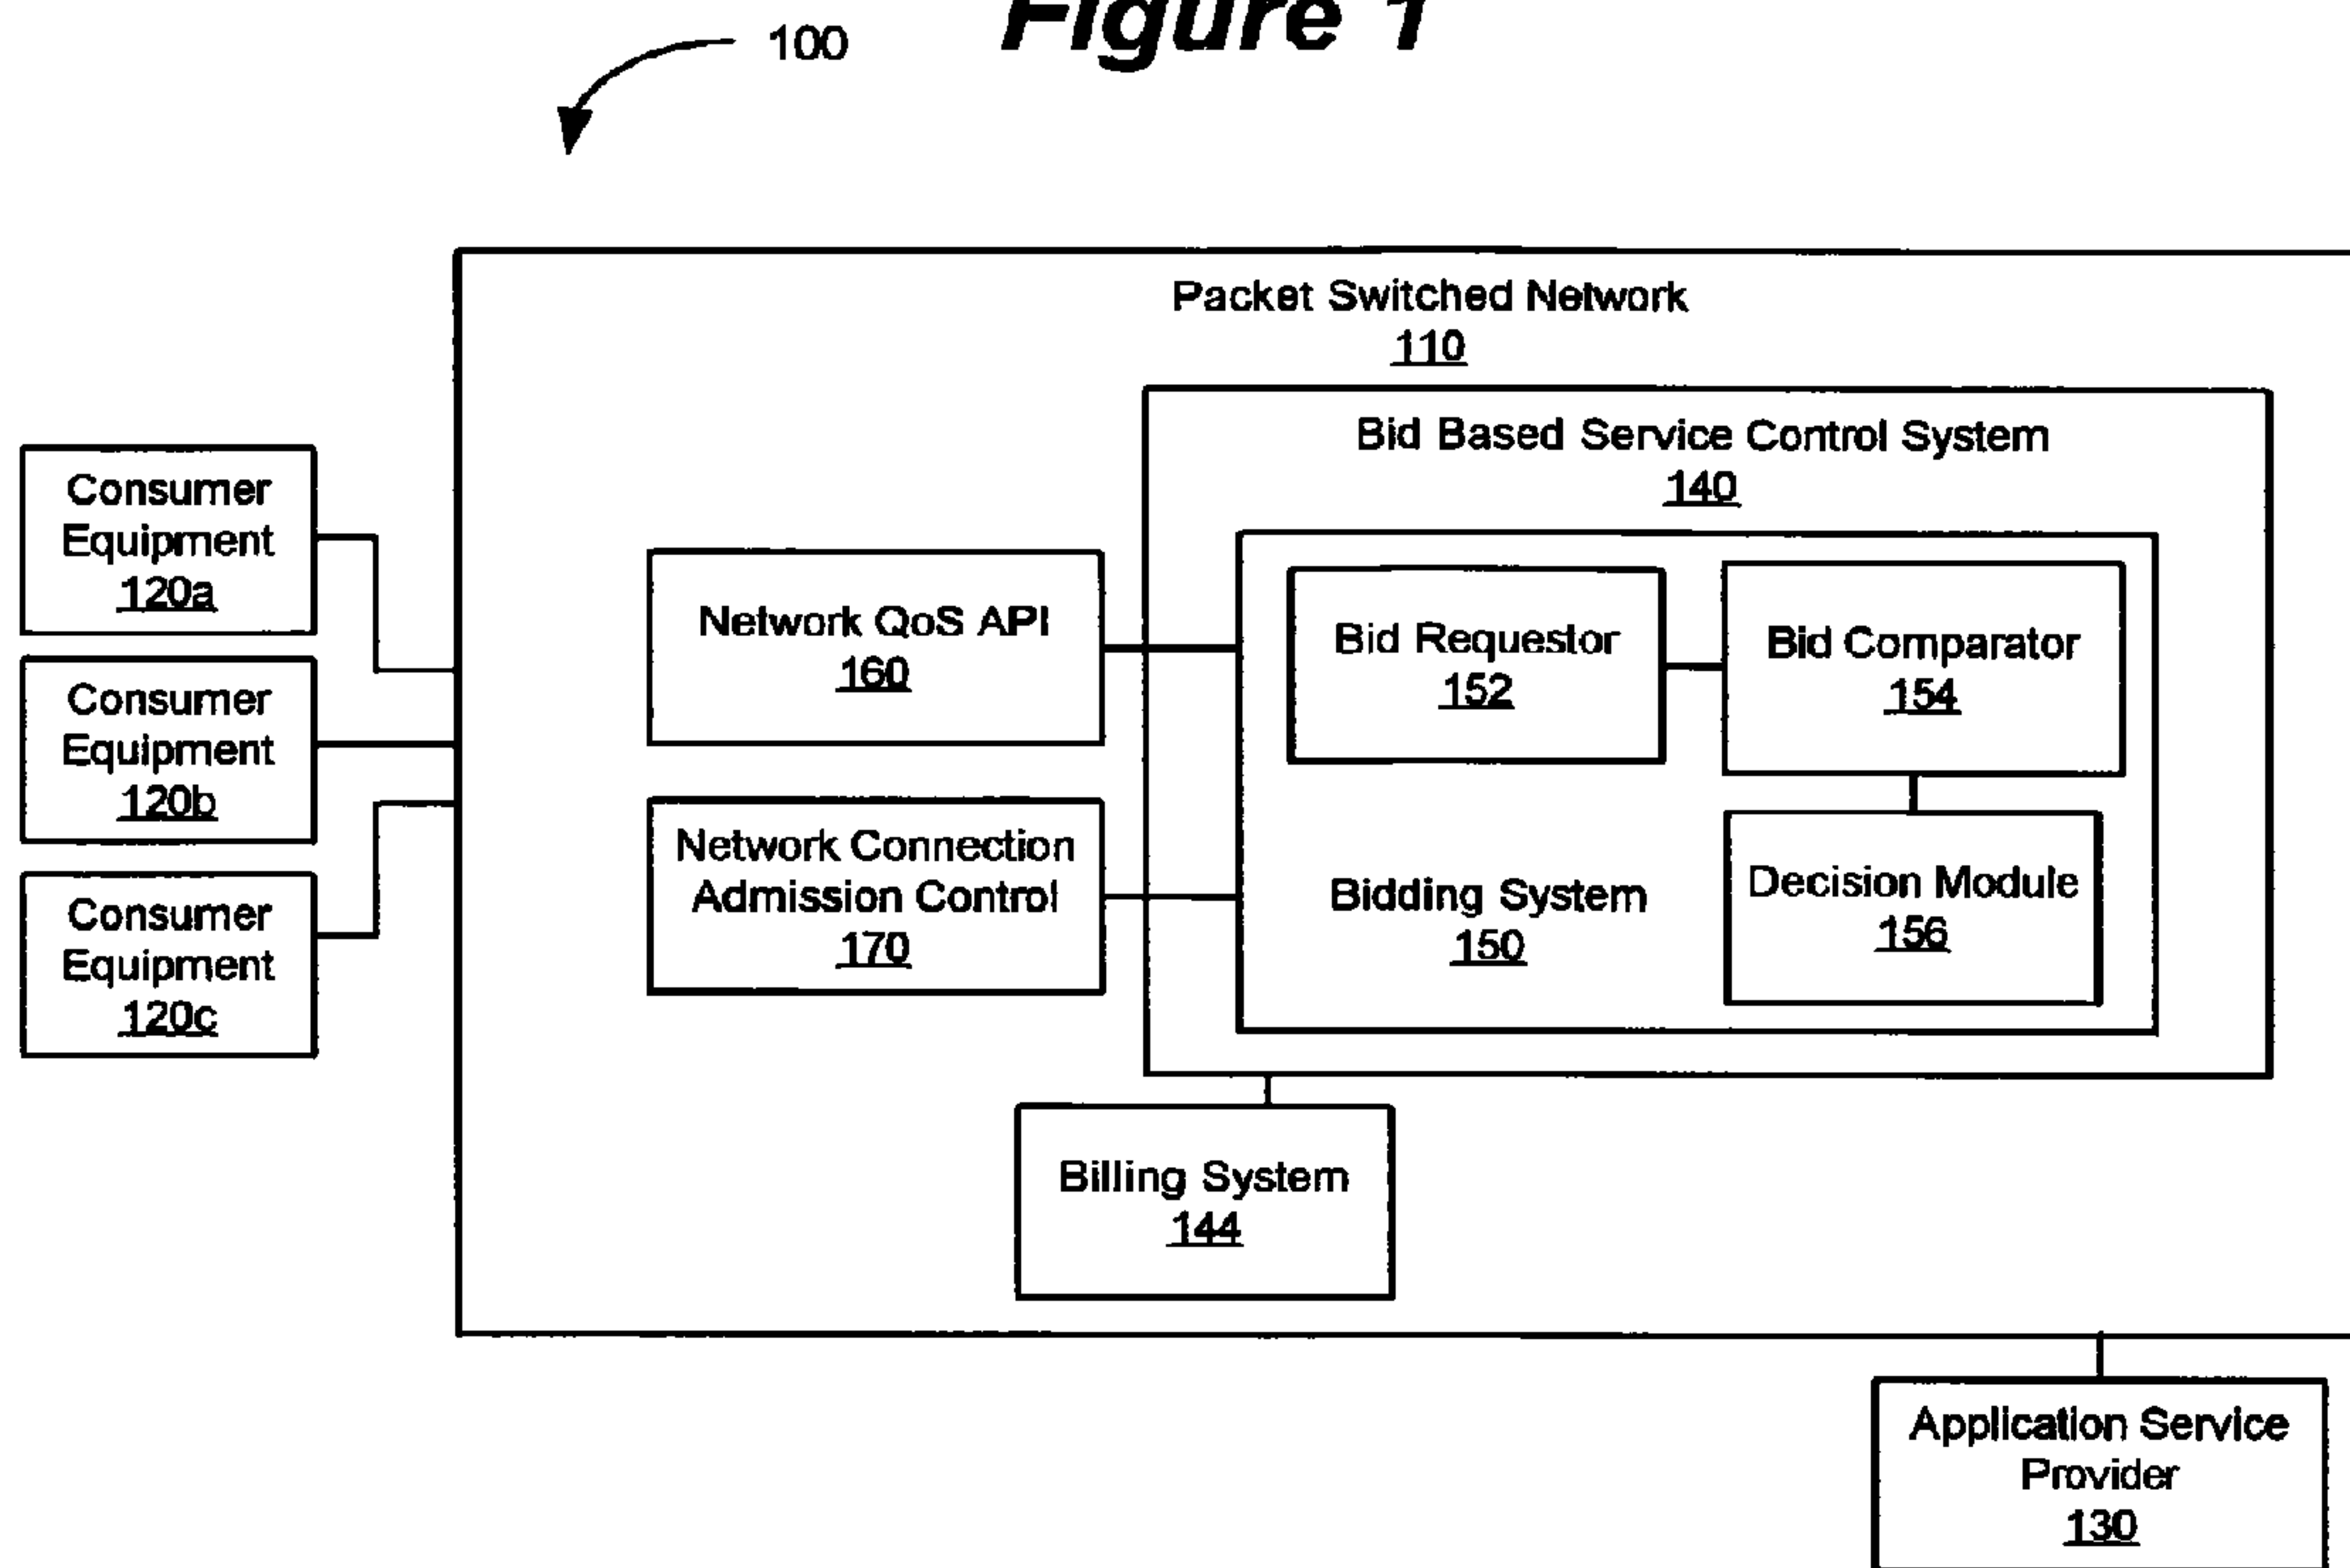 Figure 1
100
Packet Switched Network
110
Bid Based Service Control System
140
Consumer
Equipment
120a
Consumer
Equipment
120b
Consumer
Equipment
120c
Network QoS API
160
Network Connection
Admission Control
170
Bid Requestor
152
Bid Comparator
154
Bidding System
150
Decision Module
156
Billing System
144
Application Service
Provider
130